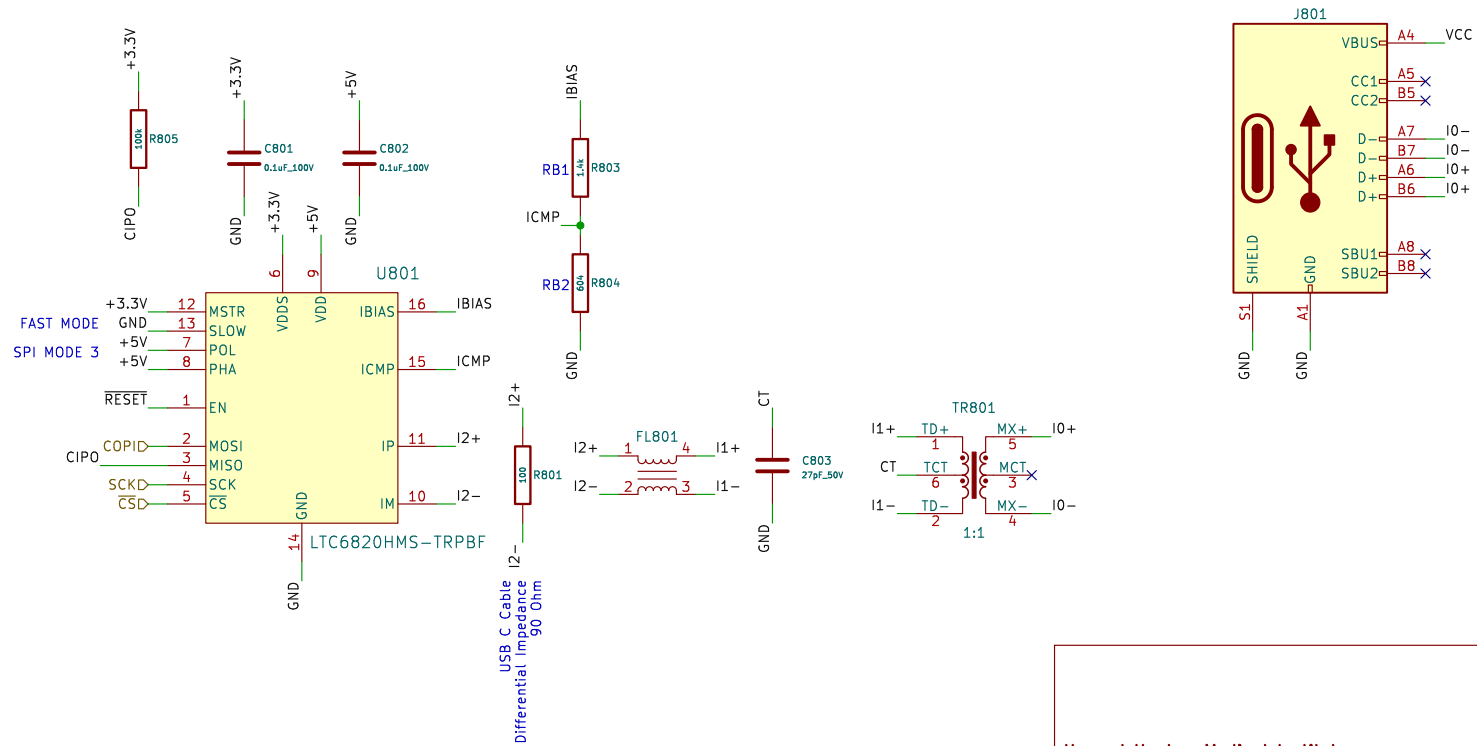 J801
VBUS A4 VCC
CC1 A5
CC2 B5
D- A7 I0-
D- B7 I0-
D+ A6 I0+
D+ B6 I0+
SBU1 A8
SBU2 B8
SHIELD
GND
S1
A1
GND
GND
+3.3V
100k
R805
CIPO
+3.3V
C801
0.1uF_100V
GND
+5V
C802
0.1uF_100V
GND
IBIAS
RB1
1.4k
R803
ICMP
RB2
604
R804
GND
+3.3V
+5V
6
9
U801
VDDS
VDD
+3.3V 12 MSTR
FAST MODE GND 13 SLOW
SPI MODE 3 +5V 7 POL
+5V 8 PHA
RESET 1 EN
COPI 2 MOSI
CIPO 3 MISO
SCK 4 SCK
CS 5 CS
IBIAS 16 IBIAS
ICMP 15 ICMP
IP 11 I2+
IM 10 I2-
GND
14
GND
LTC6820HMS-TRPBF
I2+
100
R801
I2-
USB C Cable
Differential Impedance
90 Ohm
FL801
I2+ 1 4 I1+
I2- 2 3 I1-
CT
C803
27pF_50V
GND
TR801
I1+ TD+ MX+ I0+
1 5
CT TCT MCT
6 3
I1- TD- MX- I0-
2 4
1:1